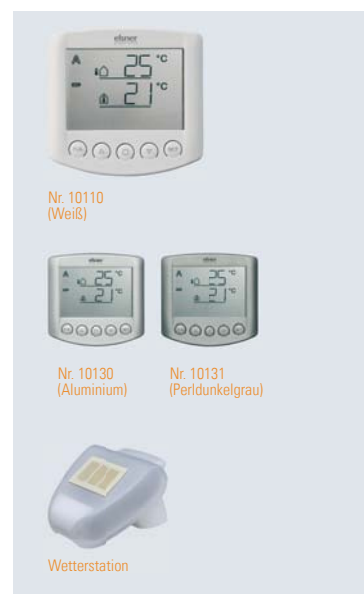 elsner
A 25 °C
21 °C
Nr. 10110
(Weiß)
elsner
A 25 °C
21 °C
elsner
A 25 °C
21 °C
Nr. 10130
(Aluminium)
Nr. 10131
(Perldunkelgrau)
Wetterstation